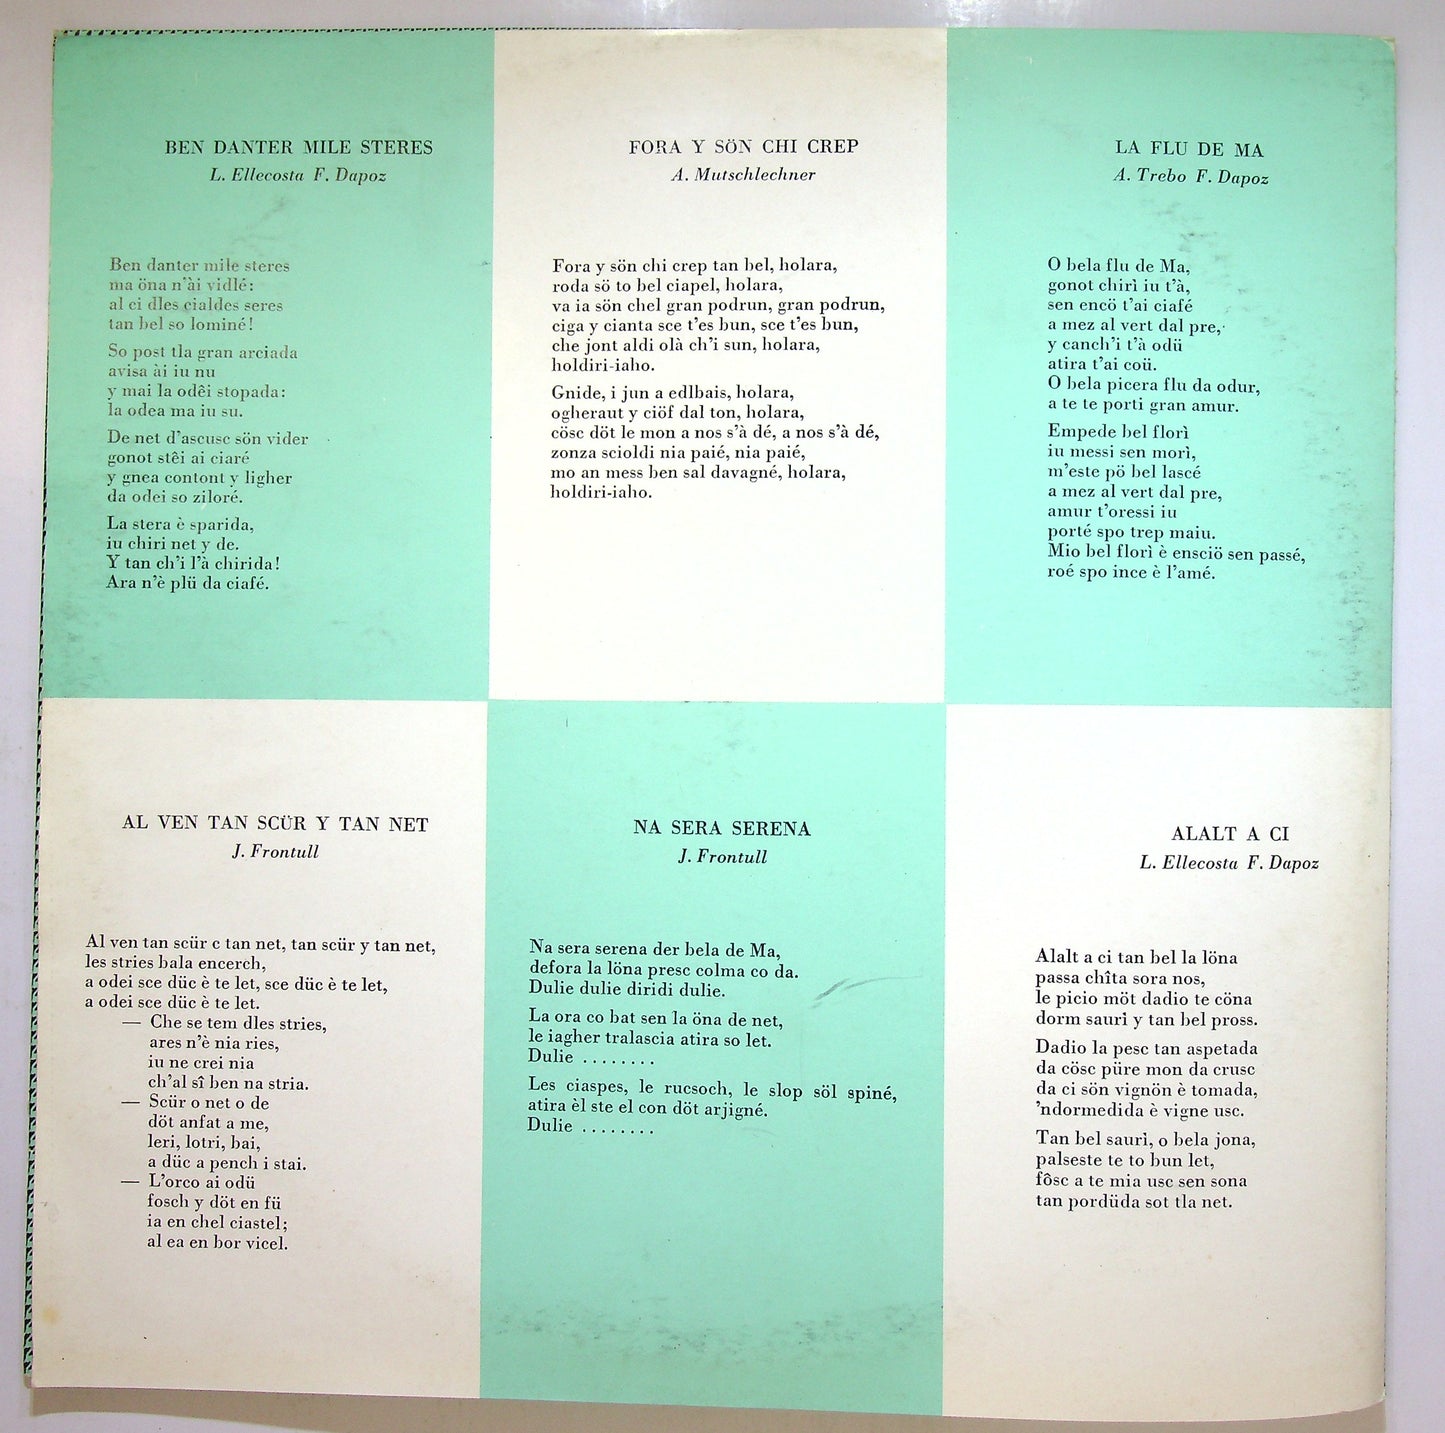 BEN DANTER MILE STERES
L. Ellecosta F. Dapoz
Ben danter mile steres
ma öna n'ài vidlé:
al ci dles cialdes seres
tan bel so lominé!
So post tla gran arciada
avisa ài iu nu
y mai la odêi stopada:
la odea ma iu su.
De net d'ascusc sön vider
gonot stêi ai ciaré
y gnea contont y ligher
da odei so ziloré.
La stera è sparida,
iu chiri net y de.
Y tan ch'i l'à chirida!
Ara n'è plü da ciafé.
FORA Y SÖN CHI CREP
A. Mutschlechner
Fora y sön chi crep tan bel, holara,
roda sö to bel ciapel, holara,
va ia sön chel gran podrun, gran podrun,
ciga y cianta sce t'es bun, sce t'es bun,
che jont aldi olà ch'i sun, holara,
holdiri-iaho.
Gnide, i jun a edlbais, holara,
ogheraut y ciöf dal ton, holara,
cösc döt le mon a nos s'à dé, a nos s'à dé,
zonza scioldi nia paié, nia paié,
mo an mess ben sal davagné, holara,
holdiri-iaho.
LA FLU DE MA
A. Trebo F. Dapoz
O bela flu de Ma,
gonot chirì iu t'à,
sen encö t'ai ciafé
a mez al vert dal pre,
y canch'i t'à odü
atira t'ai coü.
O bela picera flu da odur,
a te te porti gran amur.
Empede bel florì
iu messi sen morì,
m'este pö bel lascé
a mez al vert dal pre,
amur t'oressi iu
porté spo trep maiu.
Mio bel florì è ensciö sen passé,
roé spo ince è l'amé.
AL VEN TAN SCÜR Y TAN NET
J. Frontull
Al ven tan scür c tan net, tan scür y tan net,
les stries bala encerch,
a odei sce düc è te let, sce düc è te let,
a odei sce düc è te let.
— Che se tem dles stries,
ares n'è nia ries,
iu ne crei nia
ch'al sî ben na stria.
— Scür o net o de
döt anfat a me,
leri, lotri, bai,
a düc a pench i stai.
— L'orco ai odü
fosch y döt en fü
ia en chel ciastel;
al ea en bor vicel.
NA SERA SERENA
J. Frontull
Na sera serena der bela de Ma,
defora la löna presc colma co da.
Dulie dulie diridi dulie.
La ora co bat sen la öna de net,
le iagher tralascia atira so let.
Dulie ........
Les ciaspes, le rucsoch, le slop söl spiné,
atira èl ste el con döt arjigné.
Dulie ........
ALALT A CI
L. Ellecosta F. Dapoz
Alalt a ci tan bel la löna
passa chîta sora nos,
le picio möt dadio te cöna
dorm saurì y tan bel pross.
Dadio la pesc tan aspetada
da cösc püre mon da crusc
da ci sön vignön è tomada,
'ndormedida è vigne usc.
Tan bel saurì, o bela jona,
palseste te to bun let,
fôsc a te mia usc sen sona
tan pordüda sot tla net.